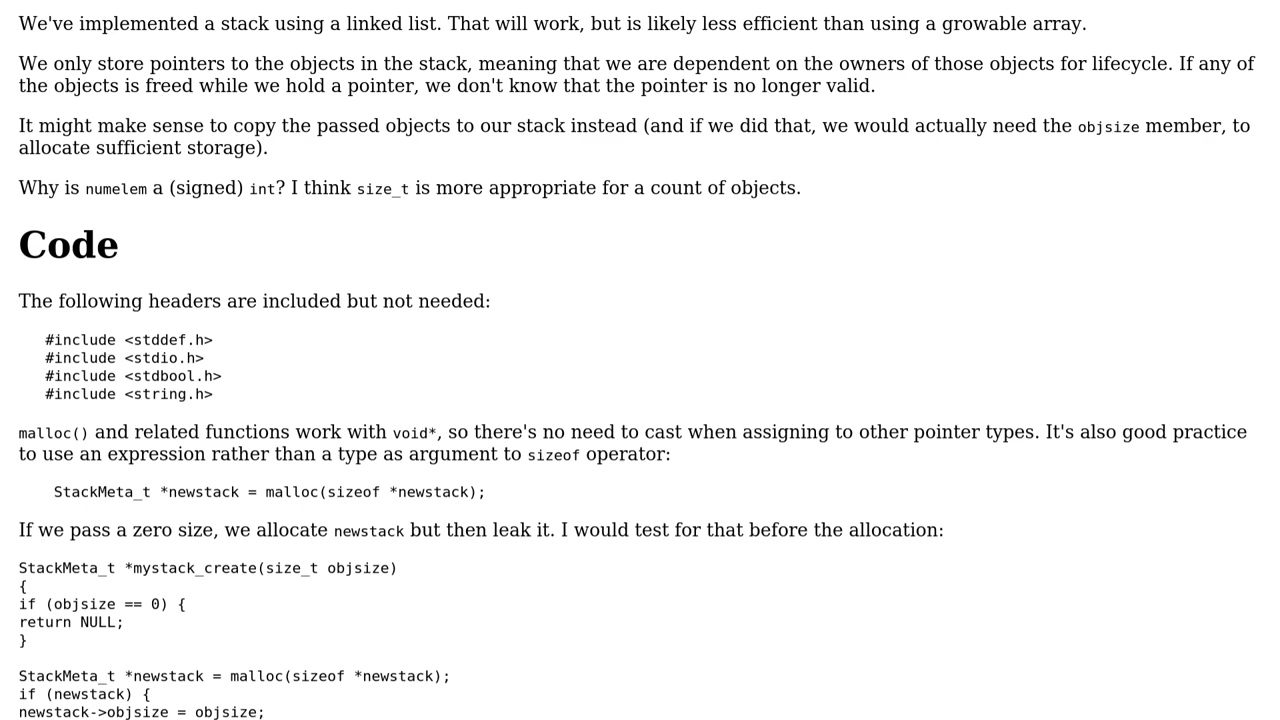 We've implemented a stack using a linked list. That will work, but is likely less efficient than using a growable array.
We only store pointers to the objects in the stack, meaning that we are dependent on the owners of those objects for lifecycle. If any of
the objects is freed while we hold a pointer, we don't know that the pointer is no longer valid.
It might make sense to copy the passed objects to our stack instead (and if we did that, we would actually need the objsize member, to
allocate sufficient storage).
Why is numelem a (signed) int? I think size_t is more appropriate for a count of objects.
Code
The following headers are included but not needed:
#include <stddef.h>
#include <stdio.h>
#include <stdbool.h>
#include <string.h>
malloc() and related functions work with void*, so there's no need to cast when assigning to other pointer types. It's also good practice
to use an expression rather than a type as argument to sizeof operator:
StackMeta_t *newstack = malloc(sizeof *newstack);
If we pass a zero size, we allocate newstack but then leak it. I would test for that before the allocation:
StackMeta_t *mystack_create(size_t objsize)
{
if (objsize == 0) {
return NULL;
}
StackMeta_t *newstack = malloc(sizeof *newstack);
if (newstack) {
newstack->objsize = objsize;